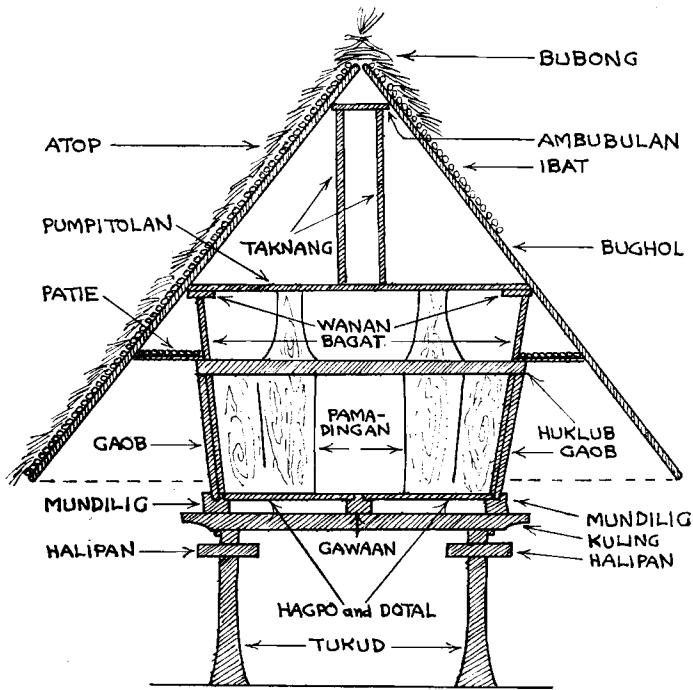 BUBONG
ATOP
AMBUBULAN
IBAT
PUMPITOLAN
TAKNANG
BUGHOL
PATIE
WANAN
BAGAT
PAMA-
DINGAN
GAOB
HUKLUB
GAOB
MUNDILIG
MUNDILIG
KULING
HALIPAN
GAWAAN
HALIPAN
HAGPO and DOTAL
TUKUD